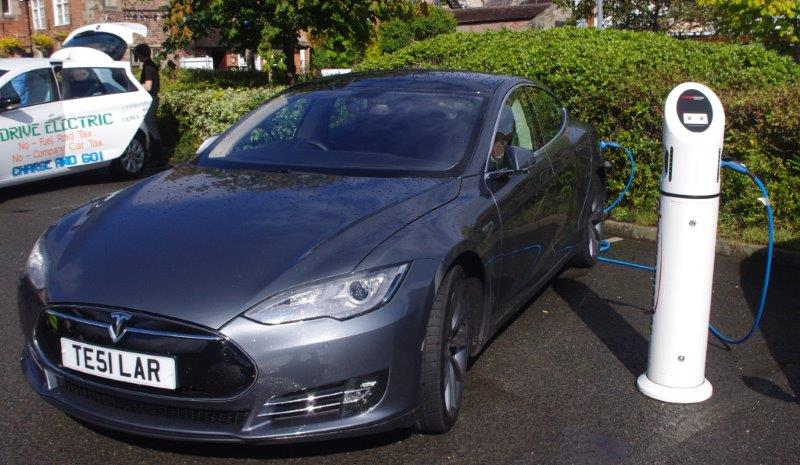 DRIVE ELECTRIC
No - Fuel, Road Tax
No - Company Car Tax
CHARGE AND GO!
TE51 LAR